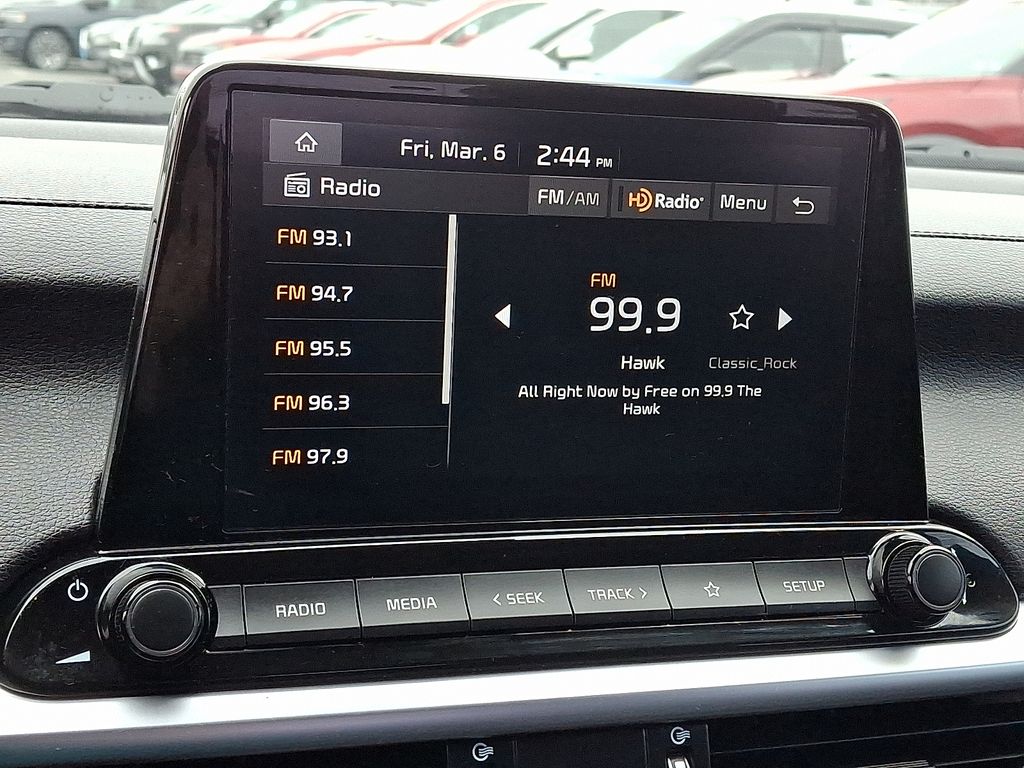 Fri, Mar. 6 2:44 PM
Radio FM/AM HD Radio Menu
FM 93.1
FM 94.7
FM 95.5
FM 96.3
FM 97.9
FM
99.9
Hawk Classic_Rock
All Right Now by Free on 99.9 The
Hawk
RADIO MEDIA < SEEK TRACK > SETUP